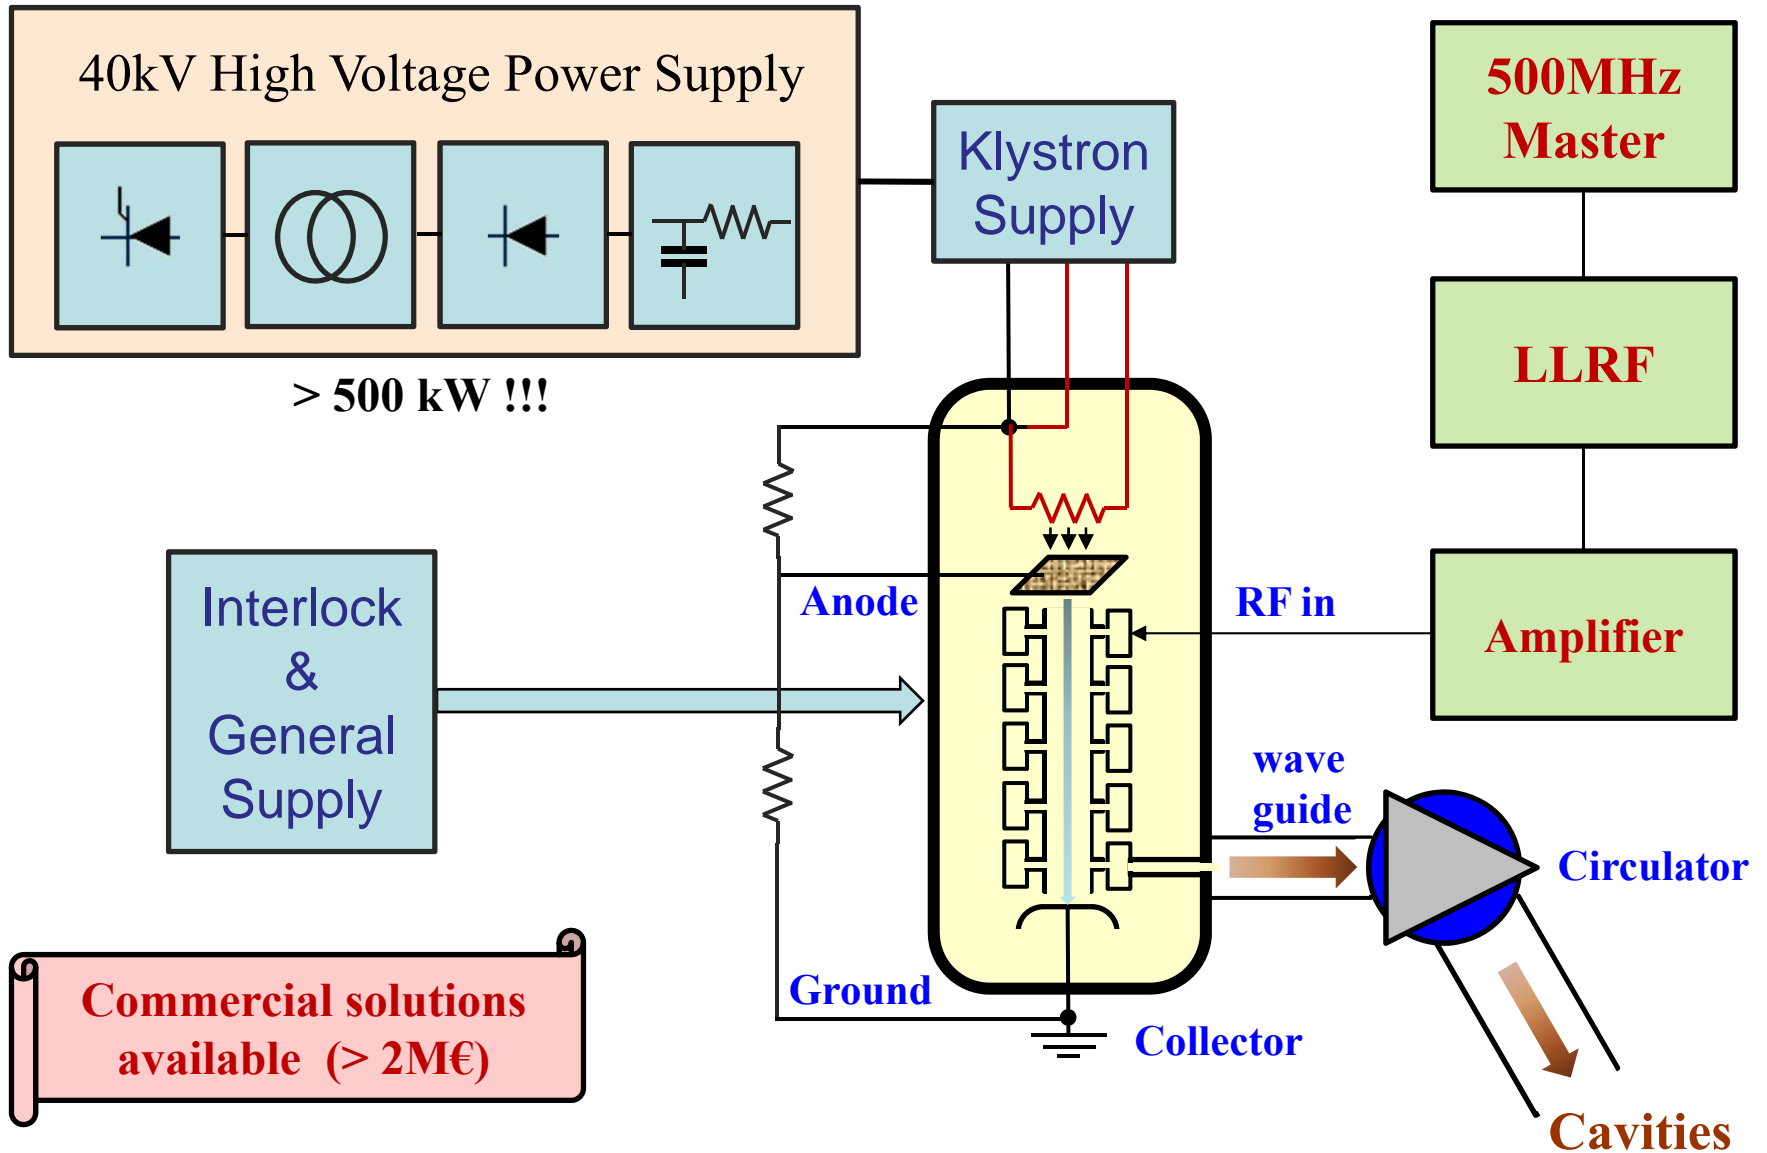 40kV High Voltage Power Supply
> 500 kW !!!
Klystron
Supply
500MHz
Master
LLRF
Amplifier
Interlock
&
General
Supply
Anode
RF in
wave
guide
Circulator
Ground
Collector
Cavities
Commercial solutions
available (> 2M€)